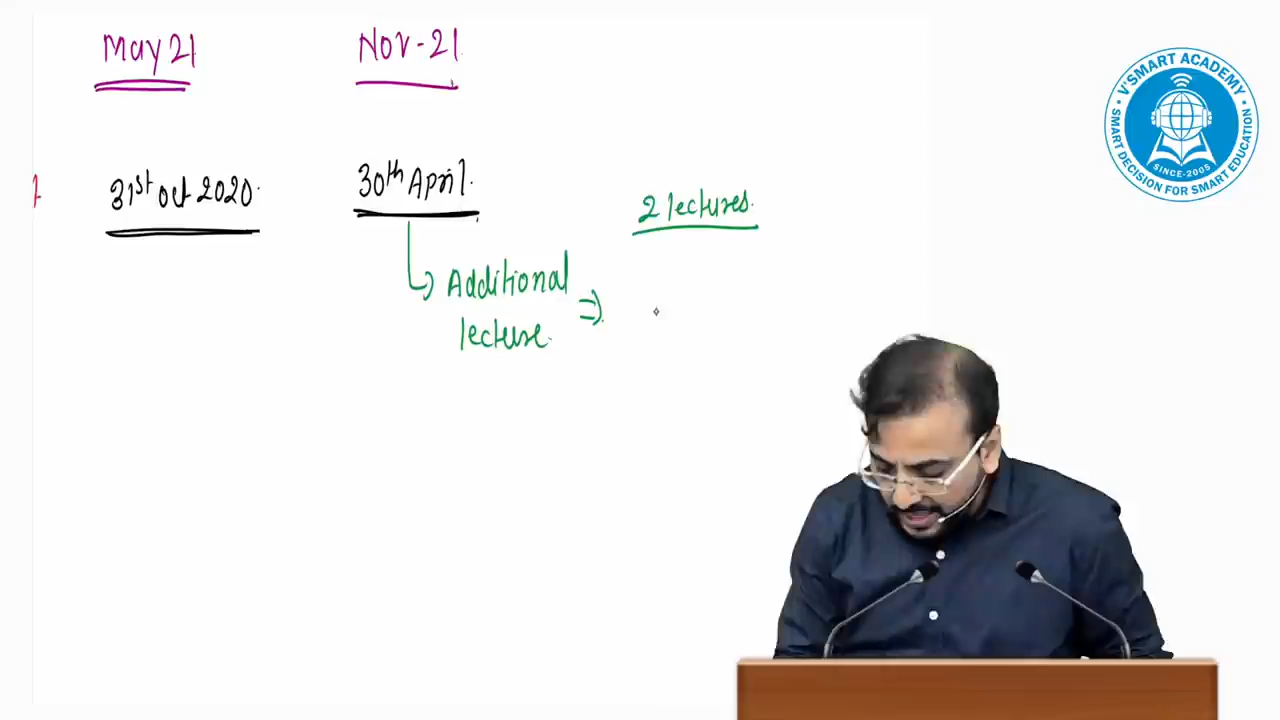 May 21
Nov-21
31st Oct 2020.
30th April.
2 lectures.
Additional
lecture.
V'SMART ACADEMY
SINCE-2005
SMART DECISION FOR SMART EDUCATION